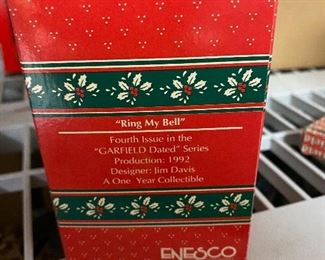 "Ring My Bell"
Fourth Issue in the
"GARFIELD Dated" Series
Production: 1992
Designer: Jim Davis
A One Year Collectible
ENESCO